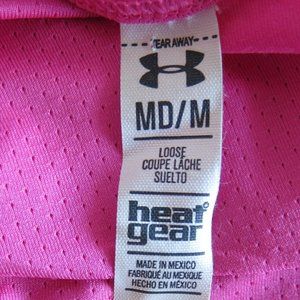 TEAR AWAY
MD/M
LOOSE
COUPE LÂCHE
SUELTO
heat
gear
MADE IN MEXICO
FABRIQUÉ AU MEXIQUE
HECHO EN MÉXICO